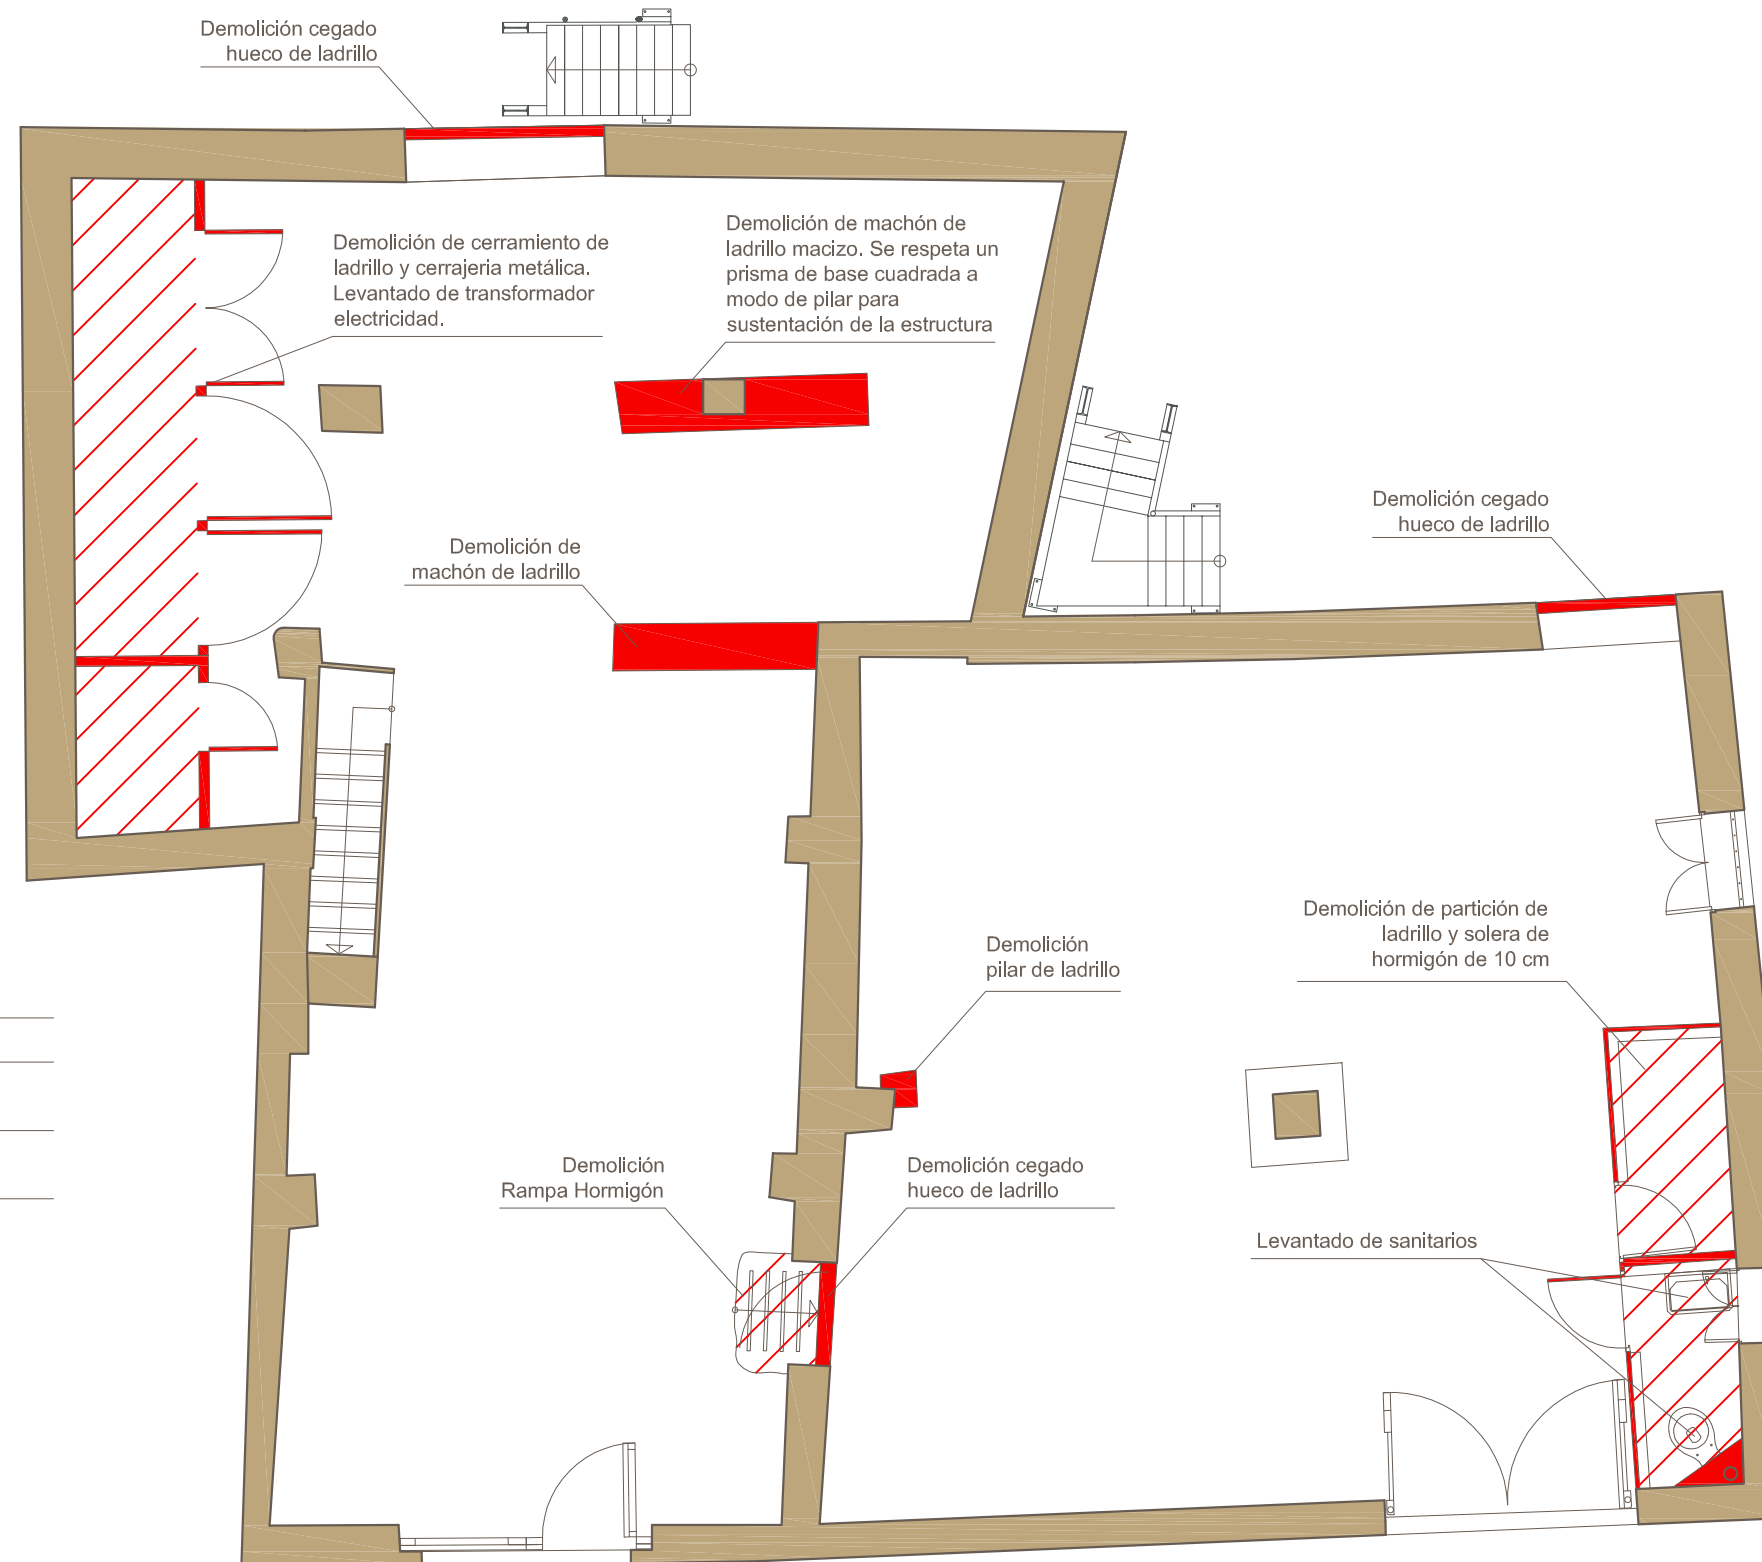 Demolición cegado
hueco de ladrillo
Demolición de cerramiento de
ladrillo y cerrajeria metálica.
Levantado de transformador
electricidad.
Demolición de machón de
ladrillo macizo. Se respeta un
prisma de base cuadrada a
modo de pilar para
sustentación de la estructura
Demolición de
machón de ladrillo
Demolición cegado
hueco de ladrillo
Demolición
pilar de ladrillo
Demolición de partición de
ladrillo y solera de
hormigón de 10 cm
Demolición
Rampa Hormigón
Demolición cegado
hueco de ladrillo
Levantado de sanitarios